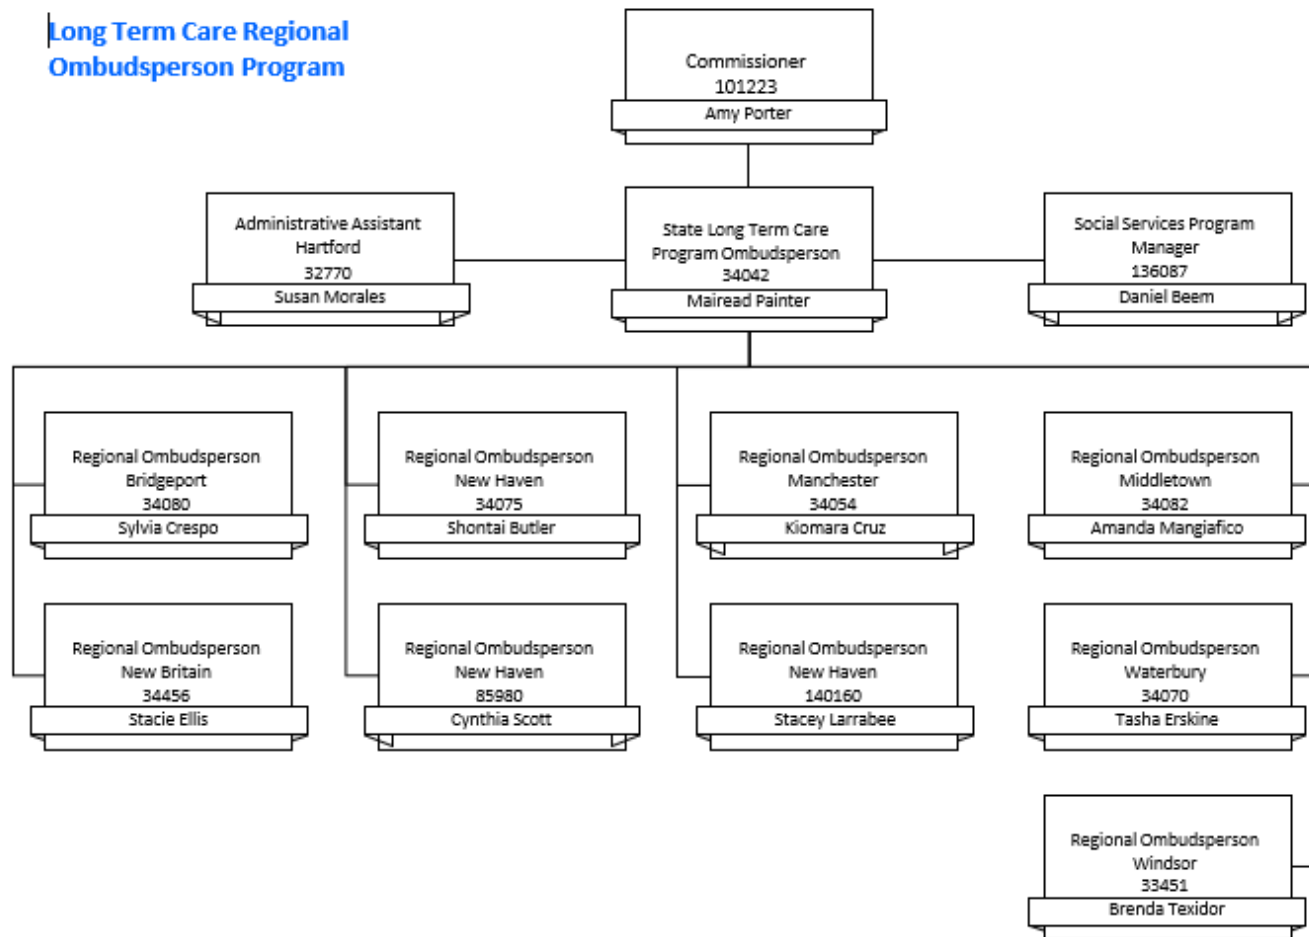 Long Term Care Regional
Ombudsperson Program
Commissioner
101223
Amy Porter
Administrative Assistant
Hartford
32770
Susan Morales
State Long Term Care
Program Ombudsperson
34042
Mairead Painter
Social Services Program
Manager
136087
Daniel Beem
Regional Ombudsperson
Bridgeport
34080
Sylvia Crespo
Regional Ombudsperson
New Haven
34075
Shontai Butler
Regional Ombudsperson
Manchester
34054
Kiomara Cruz
Regional Ombudsperson
Middletown
34082
Amanda Mangiafico
Regional Ombudsperson
New Britain
34456
Stacie Ellis
Regional Ombudsperson
New Haven
85980
Cynthia Scott
Regional Ombudsperson
New Haven
140160
Stacey Larrabee
Regional Ombudsperson
Waterbury
34070
Tasha Erskine
Regional Ombudsperson
Windsor
33451
Brenda Texidor